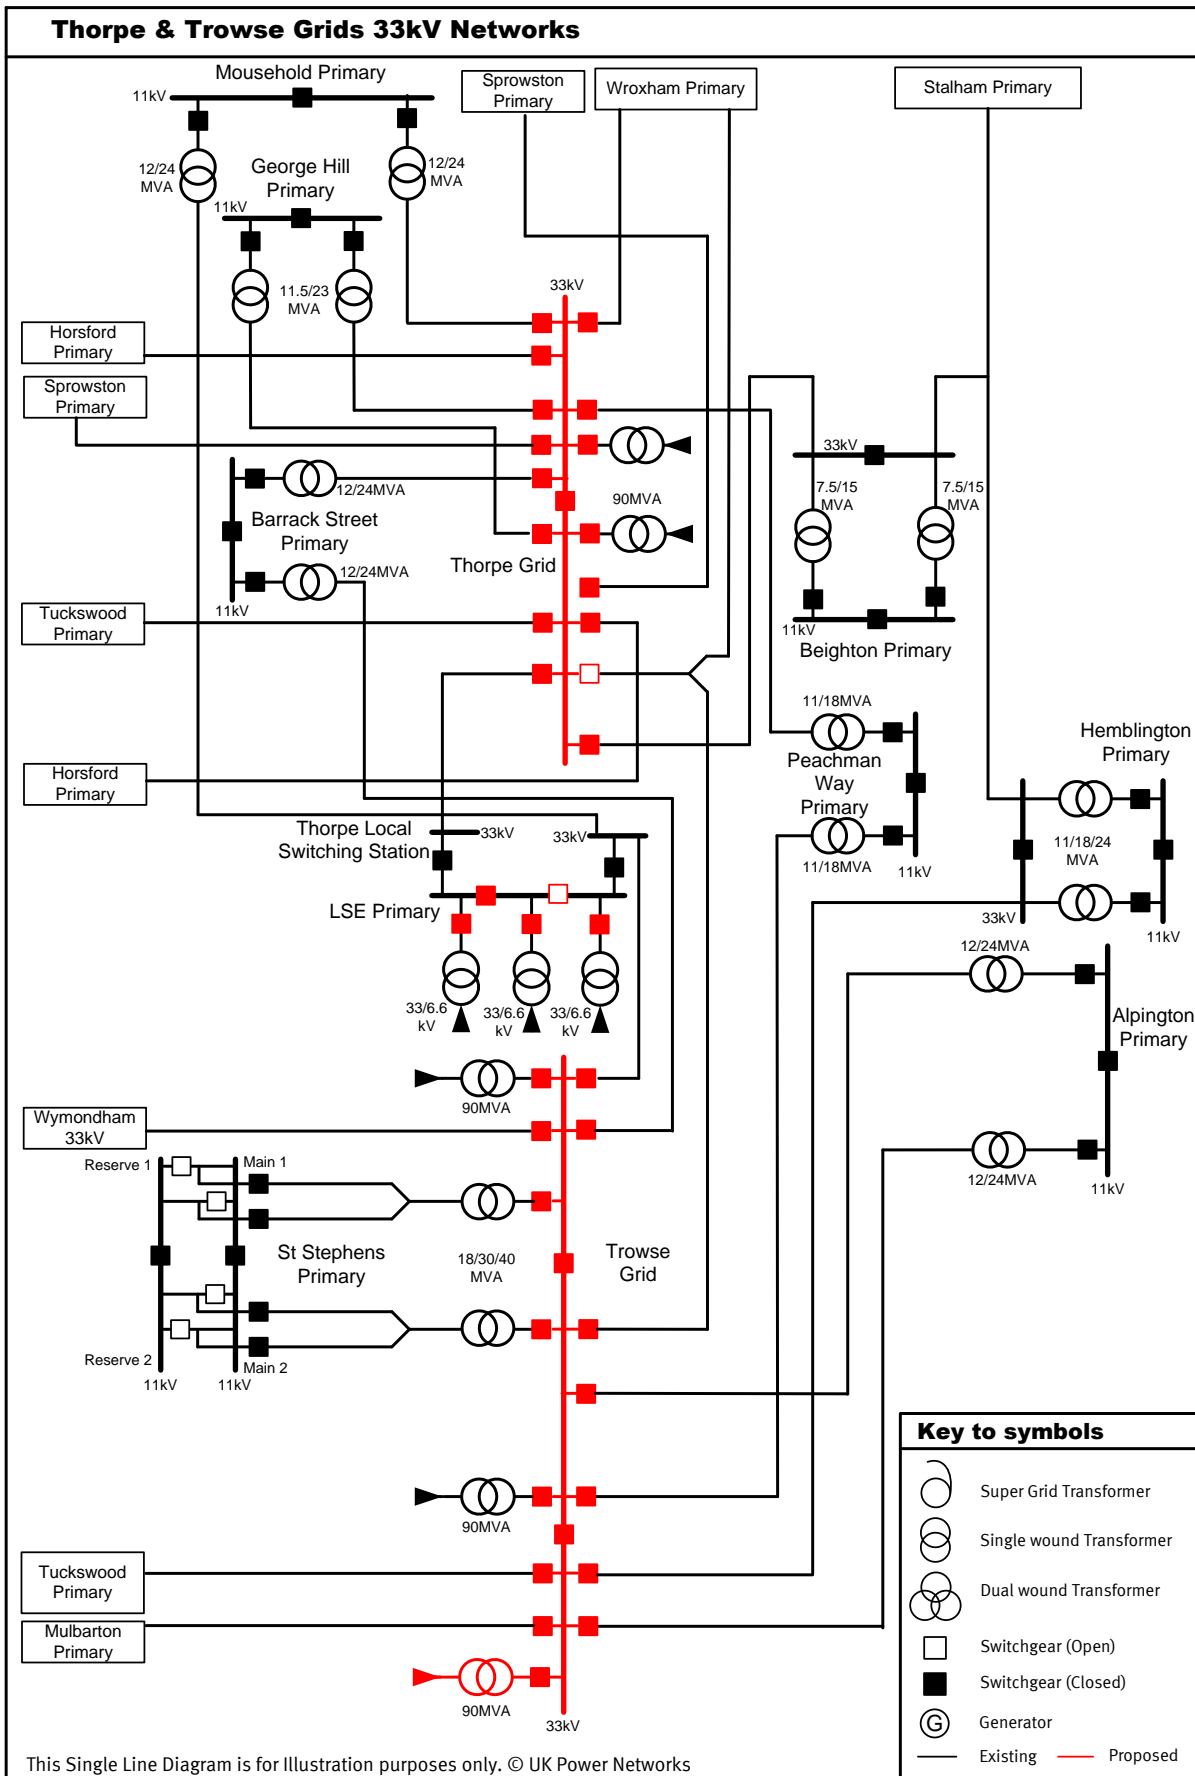 Thorpe & Trowse Grids 33kV Networks
Mousehold Primary
11kV
Sprowston
Primary
Wroxham Primary
Stalham Primary
12/24
MVA
George Hill
Primary
12/24
MVA
11kV
11.5/23
MVA
33kV
Horsford
Primary
Sprowston
Primary
33kV
12/24MVA
90MVA
7.5/15
MVA
7.5/15
MVA
Barrack Street
Primary
Thorpe Grid
12/24MVA
11kV
Tuckswood
Primary
11kV
Beighton Primary
11/18MVA
Hemblington
Primary
Peachman
Way
Primary
Horsford
Primary
Thorpe Local
Switching Station
33kV
33kV
11/18/24
MVA
11/18MVA
11kV
LSE Primary
33kV
11kV
12/24MVA
33/6.6
kV
33/6.6
kV
33/6.6
kV
Alpington
Primary
90MVA
Wymondham
33kV
Reserve 1
Main 1
12/24MVA
11kV
St Stephens
Primary
18/30/40
MVA
Trowse
Grid
Reserve 2
Main 2
11kV
11kV
90MVA
Tuckswood
Primary
Mulbarton
Primary
90MVA
33kV
Key to symbols
Super Grid Transformer
Single wound Transformer
Dual wound Transformer
Switchgear (Open)
Switchgear (Closed)
G
Generator
Existing
Proposed
This Single Line Diagram is for Illustration purposes only. © UK Power Networks